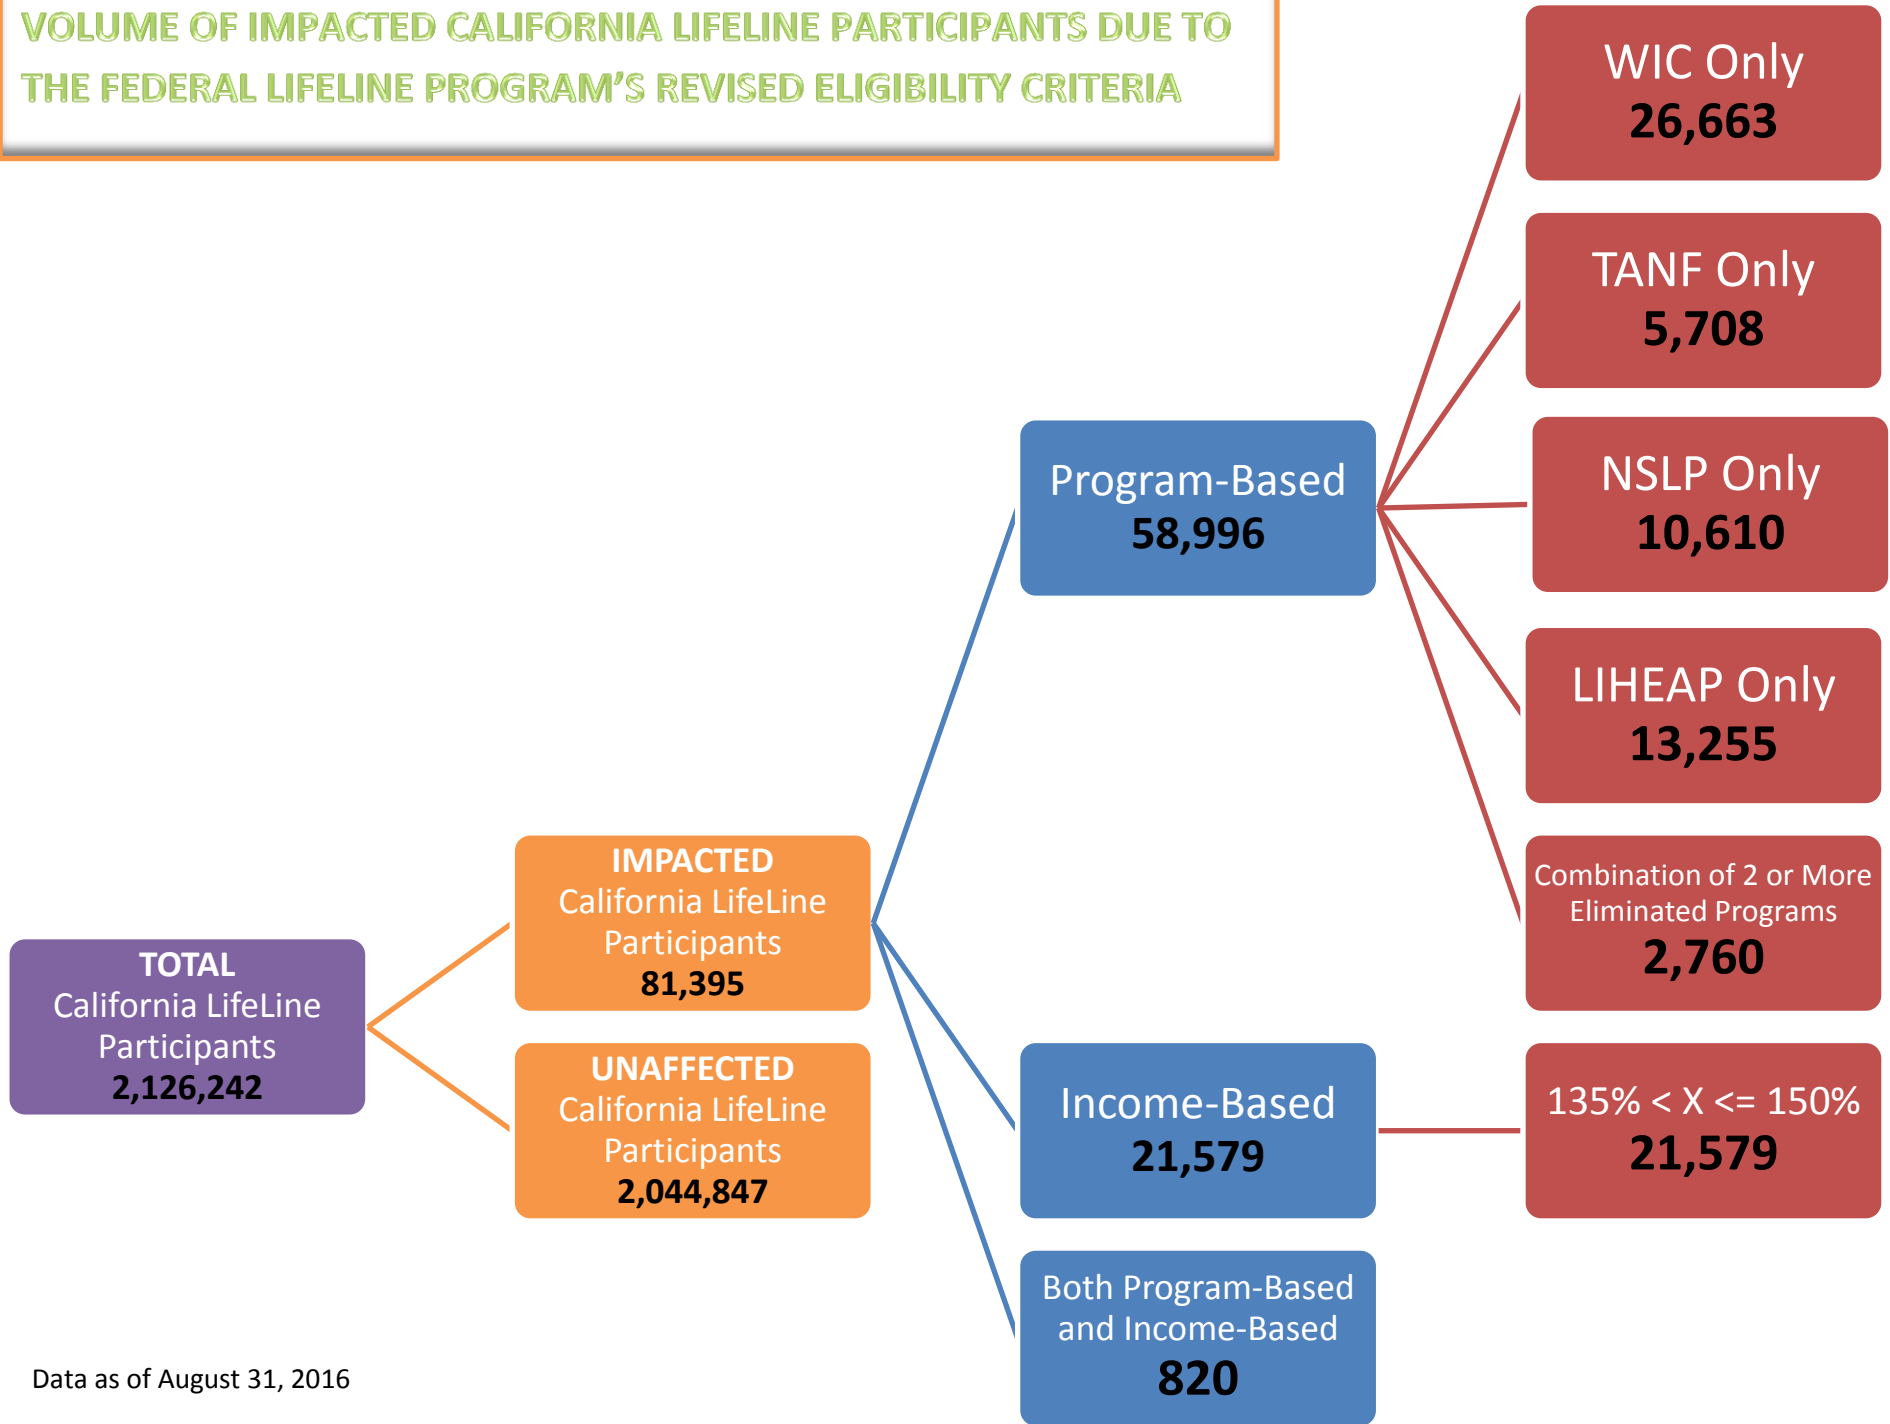 VOLUME OF IMPACTED CALIFORNIA LIFELINE PARTICIPANTS DUE TO
THE FEDERAL LIFELINE PROGRAM'S REVISED ELIGIBILITY CRITERIA
TOTAL
California LifeLine
Participants
2,126,242
IMPACTED
California LifeLine
Participants
81,395
UNAFFECTED
California LifeLine
Participants
2,044,847
Program-Based
58,996
Income-Based
21,579
Both Program-Based
and Income-Based
820
WIC Only
26,663
TANF Only
5,708
NSLP Only
10,610
LIHEAP Only
13,255
Combination of 2 or More
Eliminated Programs
2,760
135% < X <= 150%
21,579
Data as of August 31, 2016